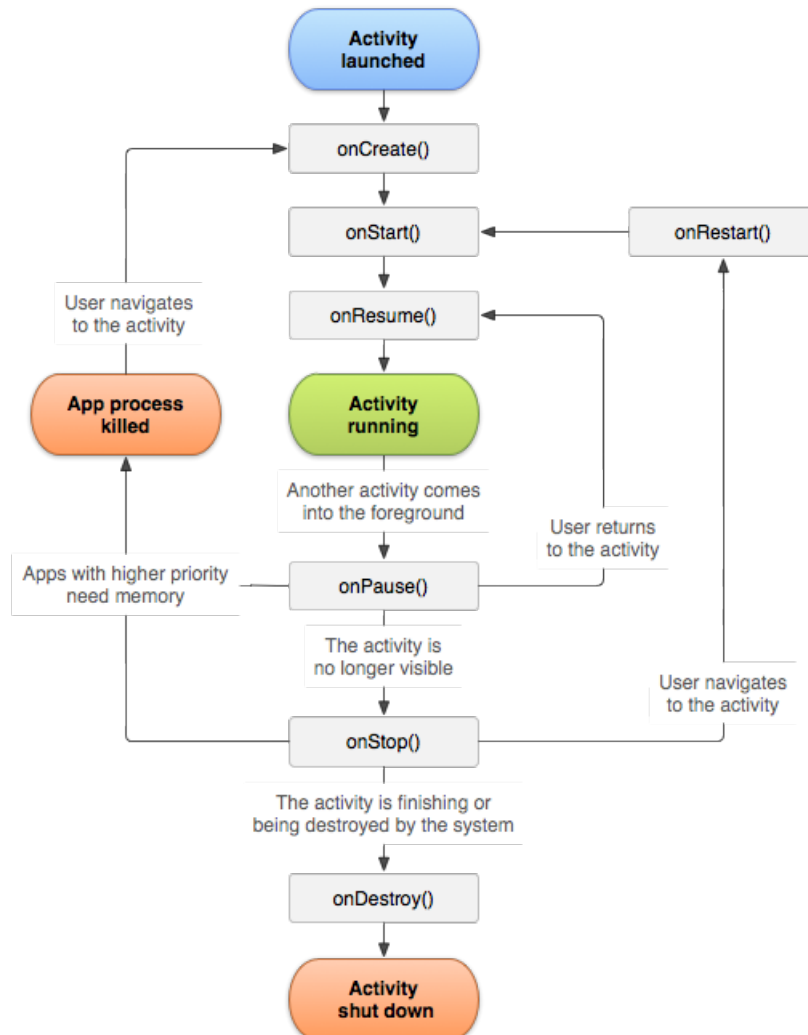 Activity
launched
onCreate()
onStart()
onRestart()
User navigates
to the activity
onResume()
App process
killed
Activity
running
Another activity comes
into the foreground
User returns
to the activity
Apps with higher priority
need memory
onPause()
The activity is
no longer visible
User navigates
to the activity
onStop()
The activity is finishing or
being destroyed by the system
onDestroy()
Activity
shut down